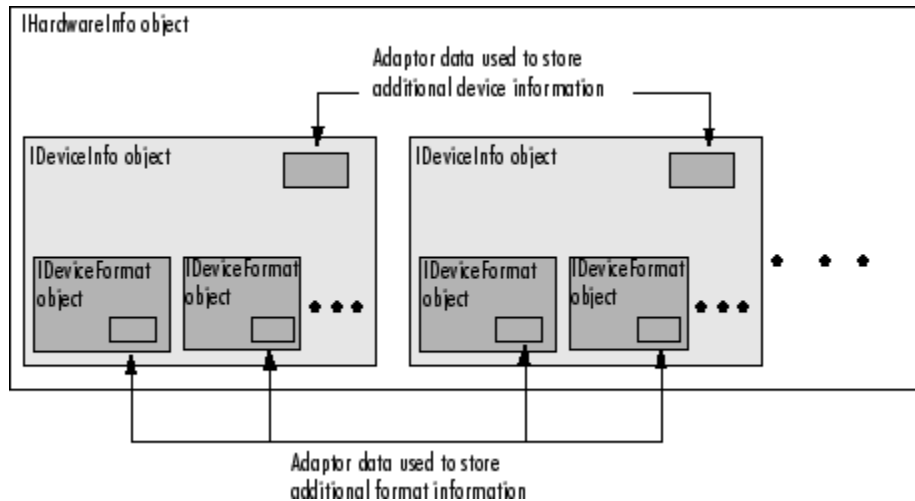 IHardwareInfo object
Adaptor data used to store
additional device information
IDeviceInfo object
IDeviceInfo object
IDeviceFormat
object
IDeviceFormat
object
IDeviceFormat
object
IDeviceFormat
object
Adaptor data used to store
additional format information